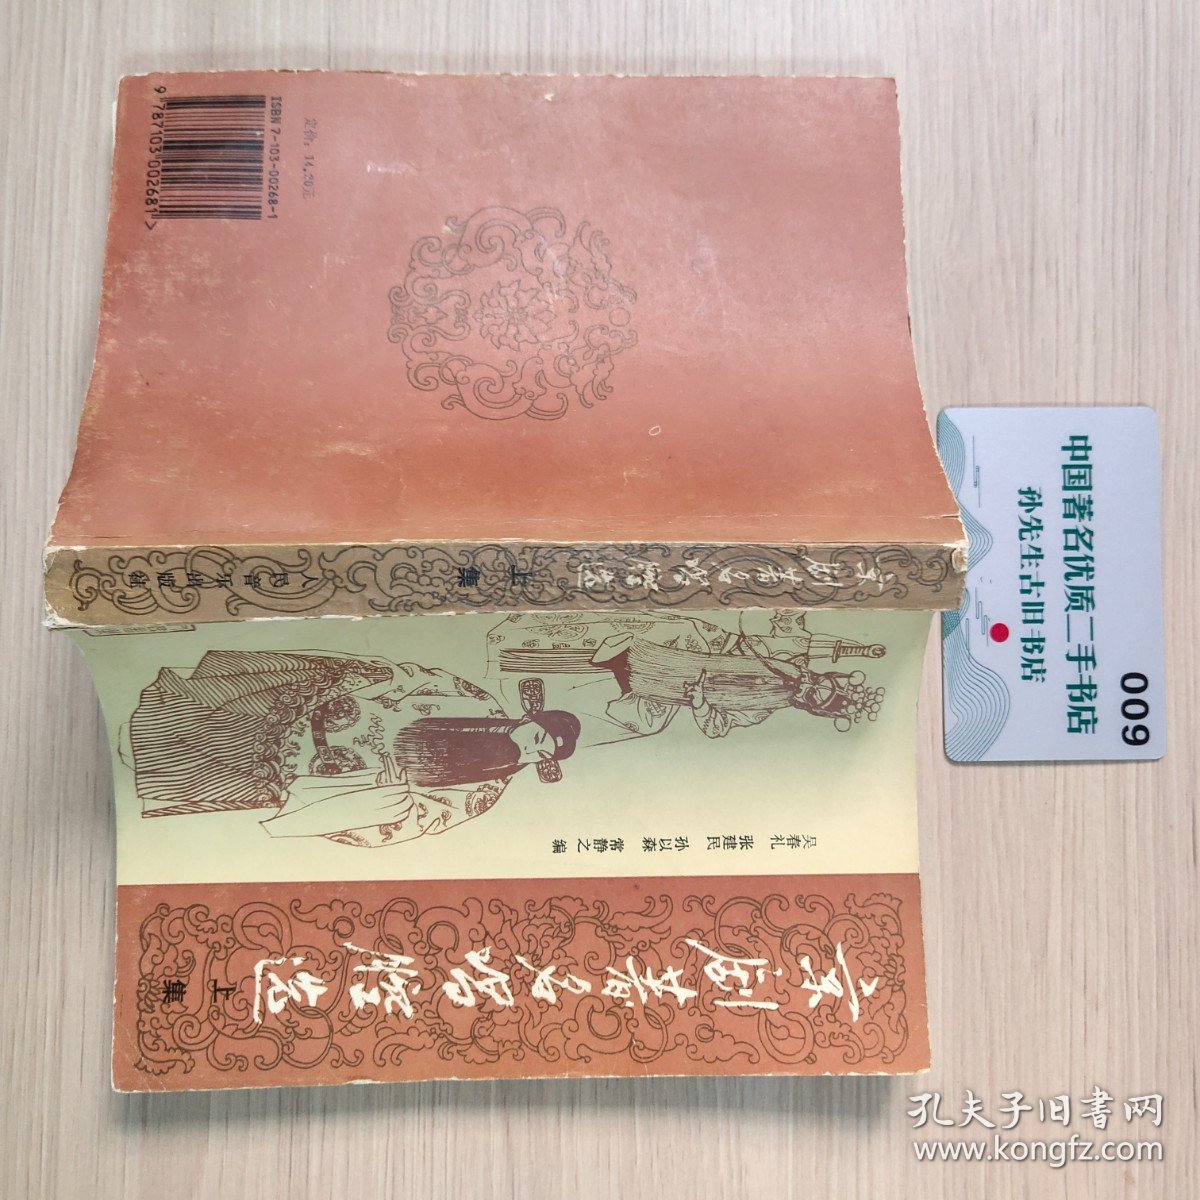 ISBN 7-103-00268-1
9 787103 002681 >
定价：14.20元
京剧著名唱腔选
上集
人民音乐出版社
吴春礼 张建民 孙以森 常静之编
京剧著名唱腔选
上集
中国著名优质二手书店
孙先生古旧书店
009
孔夫子旧书网
www.kongfz.com